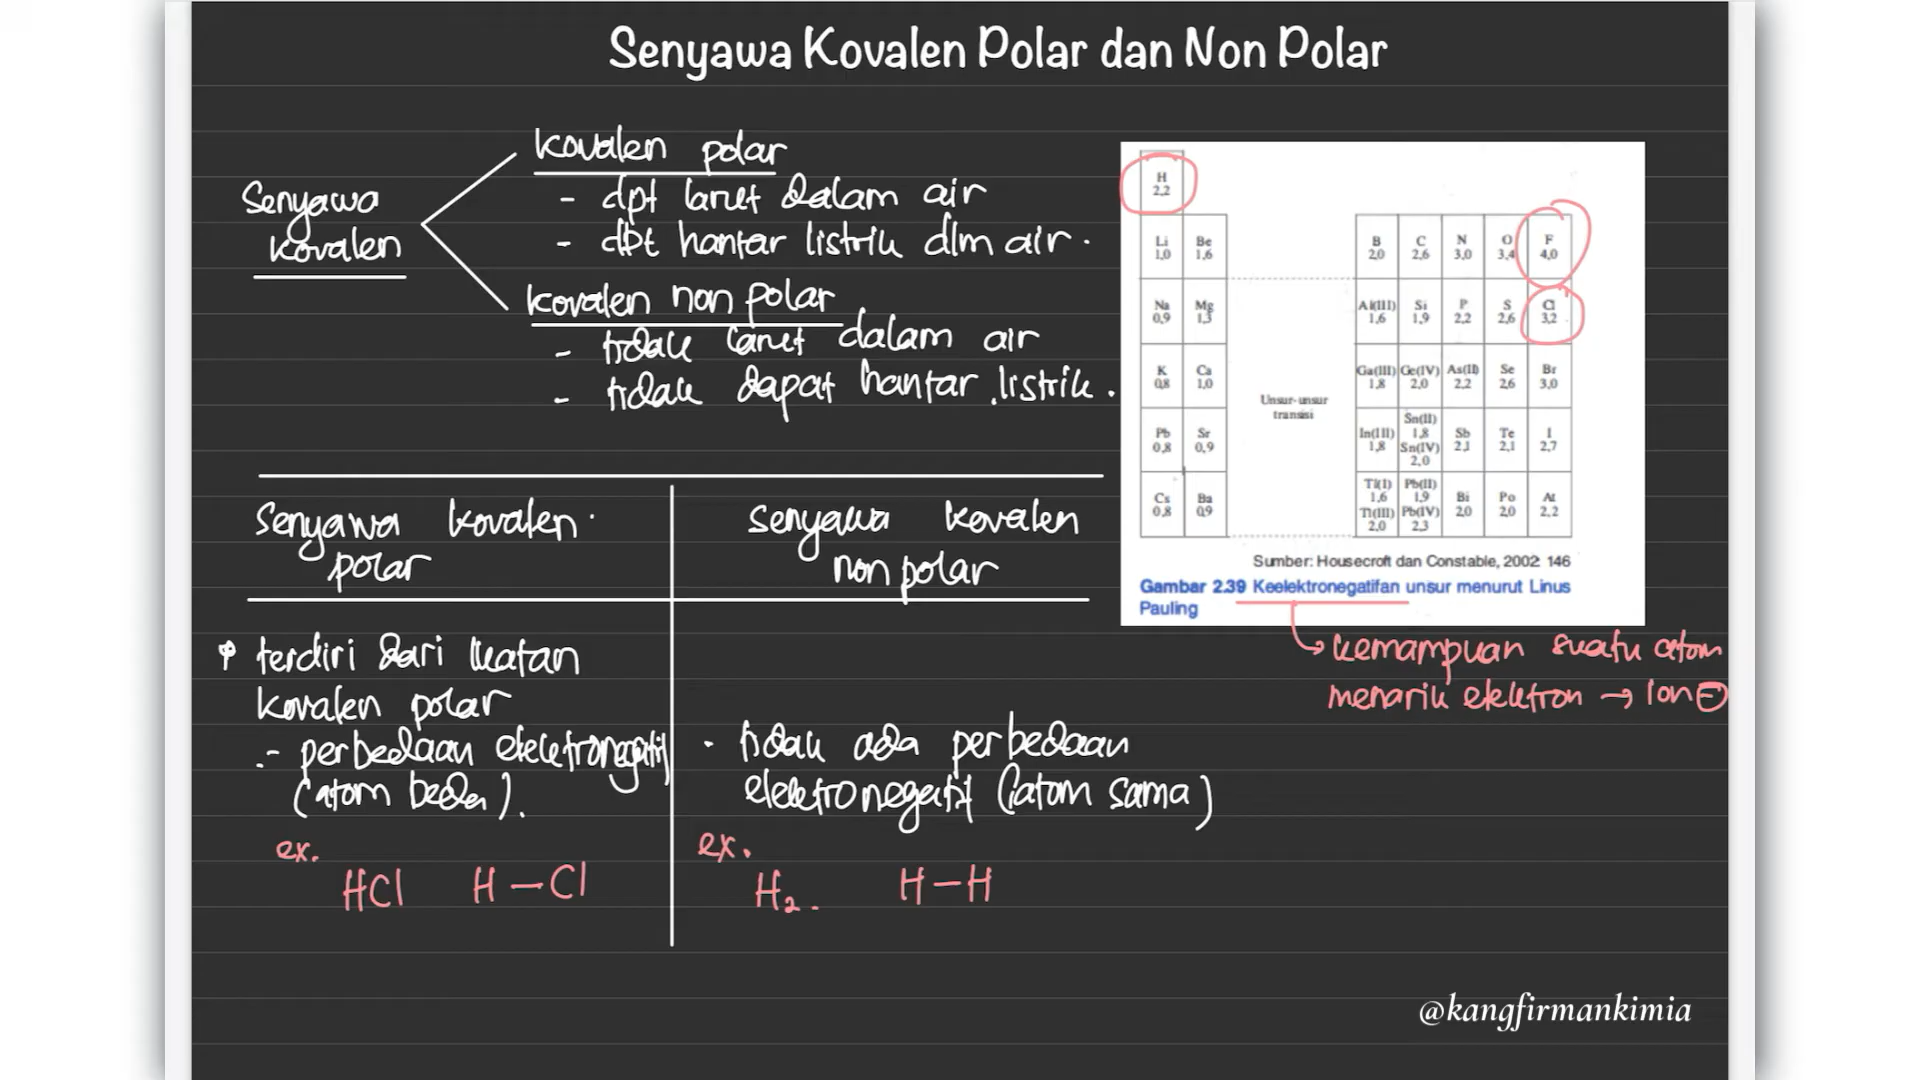 Senyawa Kovalen Polar dan Non Polar
Senyawa
kovalen
kovalen polar
- dpt larut dalam air
- dpt hantar listrik dlm air.
kovalen non polar
- tidak larut dalam air
- tidak dapat hantar listrik.
H
2,2
Li Be B C N O F
1,0 1,6 2,0 2,6 3,0 3,4 4,0
Na Mg Al(III) Si P S Cl
0,9 1,3 1,6 1,9 2,2 2,6 3,2
K Ca Ga(III) Ge(IV) As(II) Se Br
0,8 1,0 1,8 2,0 2,2 2,6 3,0
Unsur-unsur
transisi
Pb Sr In(III) Sn(II) Sb Te I
0,8 0,9 1,8 1,8 2,1 2,1 2,7
Sn(IV)
2,0
Cs Ba Tl(I) Pb(II) Bi Po At
0,8 0,9 1,6 1,9 2,0 2,0 2,2
Tl(III) Pb(IV)
2,0 2,3
Sumber: Housecroft dan Constable, 2002: 146
Gambar 2.39 Keelektronegatifan unsur menurut Linus
Pauling
kemampuan suatu atom
menarik elektron → Ion ⊖
Senyawa kovalen
polar
senyawa kovalen
non polar
terdiri dari ikatan
kovalen polar
- perbedaan elektronegatif
(atom beda).
ex.
HCl H – Cl
· tidak ada perbedaan
elektronegatif (atom sama)
ex.
H₂. H – H
@kangfirmankimia